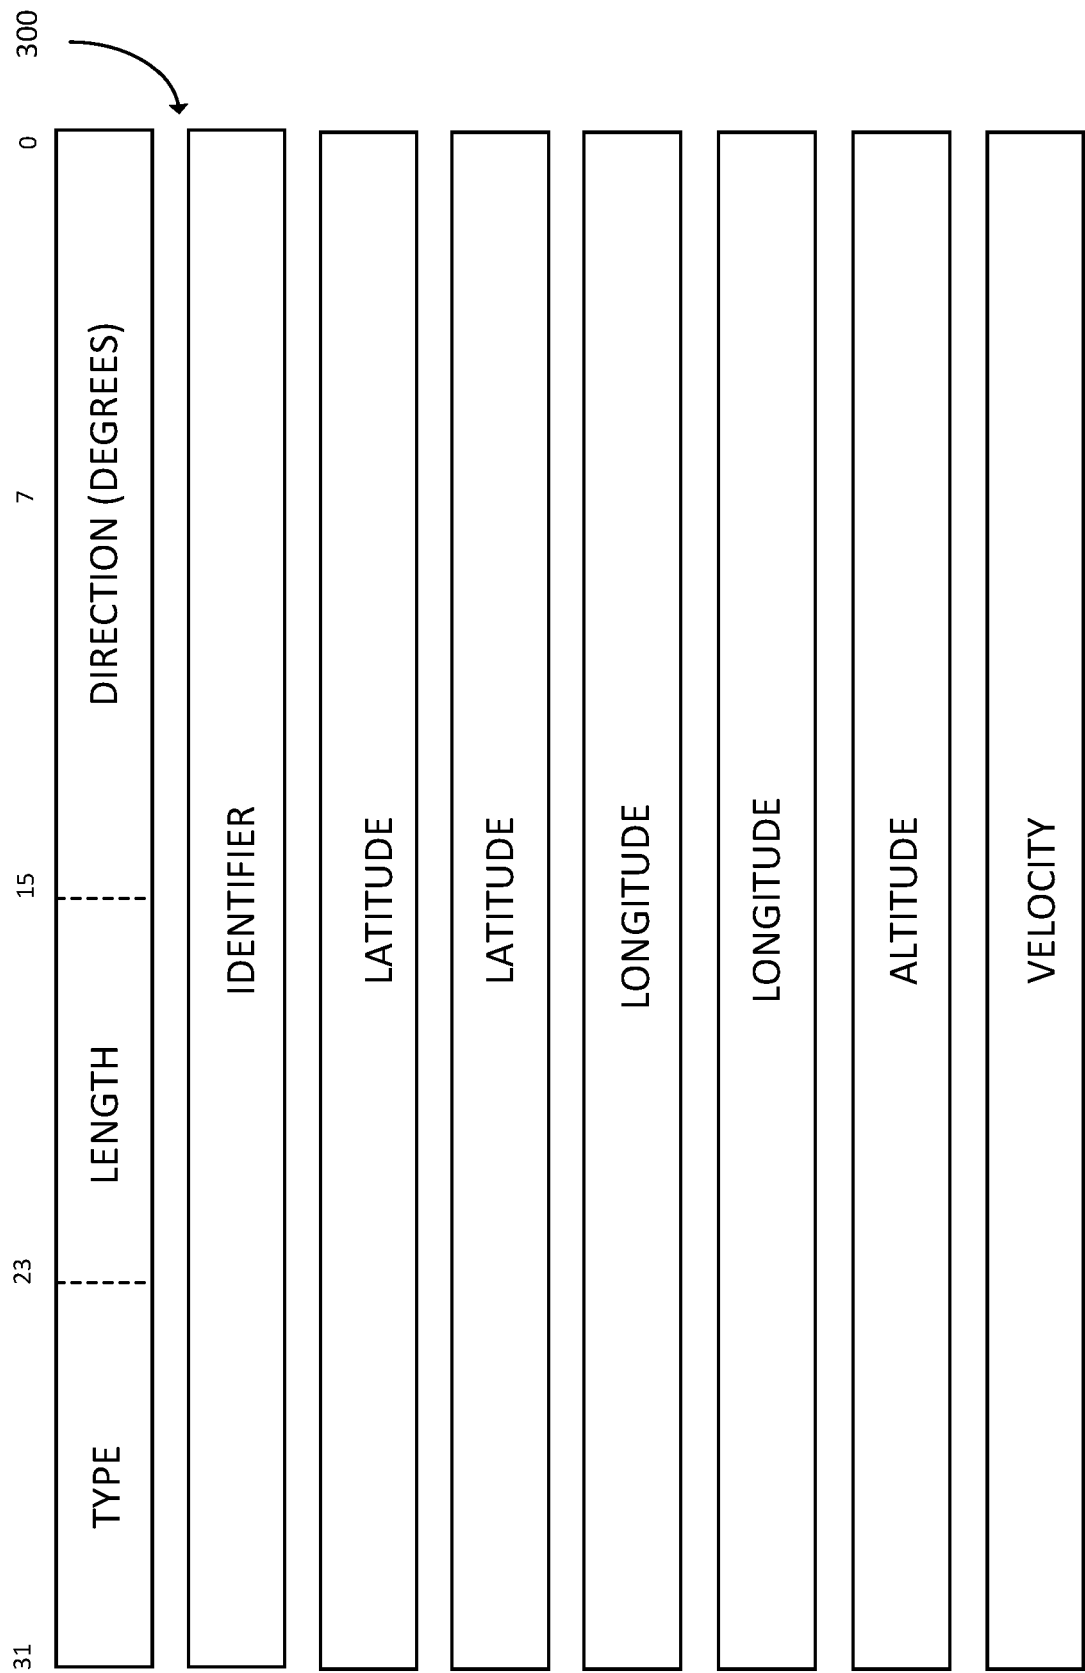 300
31 23 15 7 0
TYPE LENGTH DIRECTION (DEGREES)
IDENTIFIER
LATITUDE
LATITUDE
LONGITUDE
LONGITUDE
ALTITUDE
VELOCITY